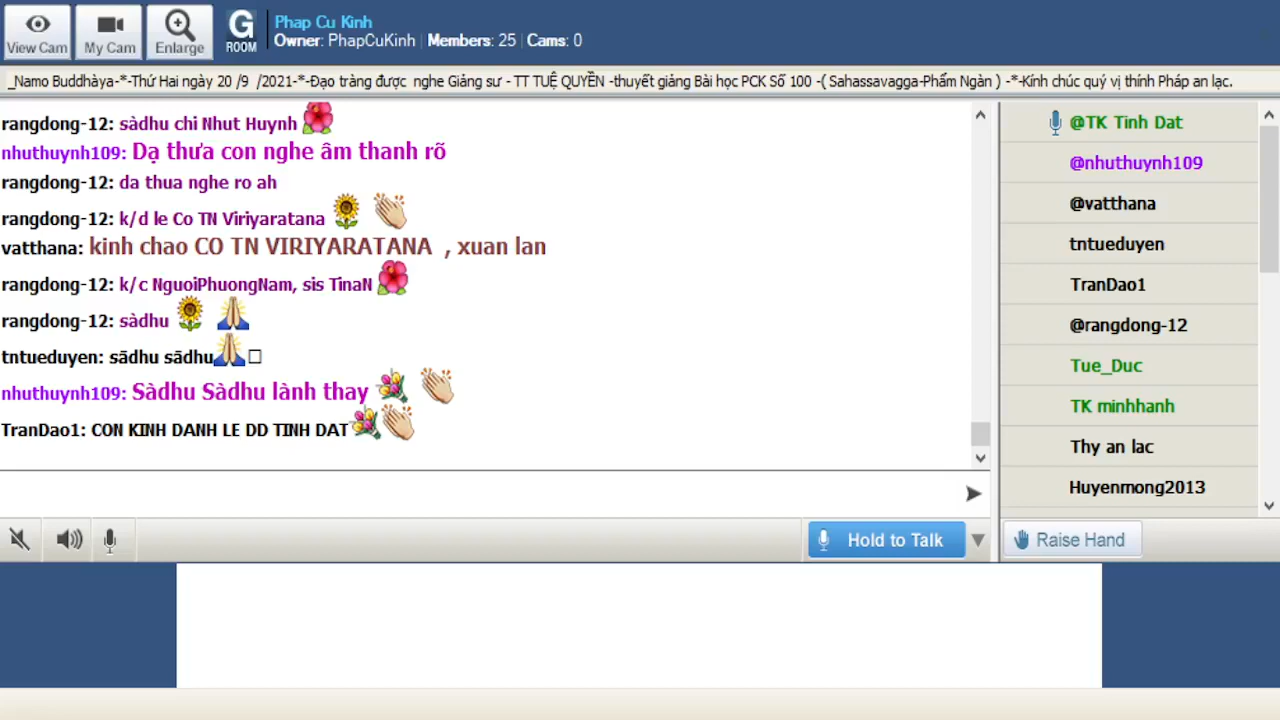 View Cam
My Cam
Enlarge
G
ROOM
Phap Cu Kinh
Owner: PhapCuKinh | Members: 25 | Cams: 0
_Namo Buddhàya-*-Thứ Hai ngày 20 /9 /2021-*-Đạo tràng được nghe Giảng sư - TT TUỆ QUYỀN -thuyết giảng Bài học PCK Số 100 -( Sahassavagga-Phẩm Ngàn ) -*-Kính chúc quý vị thính Pháp an lạc.
rangdong-12: sàdhu chi Nhut Huynh
nhuthuynh109: Dạ thưa con nghe âm thanh rõ
rangdong-12: da thua nghe ro ah
rangdong-12: k/d le Co TN Viriyaratana
vatthana: kinh chao CO TN VIRIYARATANA , xuan lan
rangdong-12: k/c NguoiPhuongNam, sis TinaN
rangdong-12: sàdhu
tntueduyen: sādhu sādhu
nhuthuynh109: Sàdhu Sàdhu lành thay
TranDao1: CON KINH DANH LE DD TINH DAT
@TK Tinh Dat
@nhuthuynh109
@vatthana
tntueduyen
TranDao1
@rangdong-12
Tue_Duc
TK minhhanh
Thy an lac
Huyenmong2013
Hold to Talk
Raise Hand